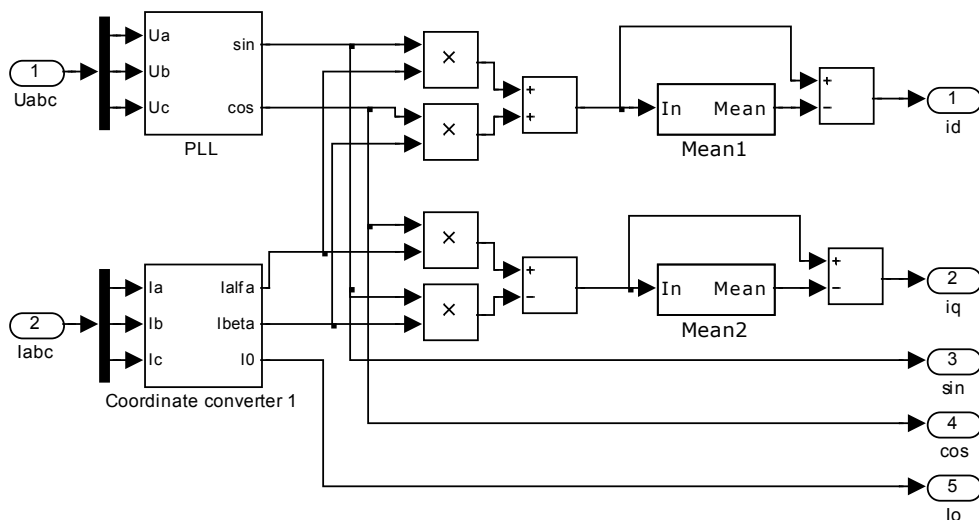 1
Uabc
Ua
Ub
Uc
sin
cos
PLL
×
×
+
+
In Mean
Mean1
+
−
1
id
2
Iabc
Ia
Ib
Ic
Ialfa
Ibeta
I0
Coordinate converter 1
×
×
+
−
In Mean
Mean2
+
−
2
iq
3
sin
4
cos
5
Io